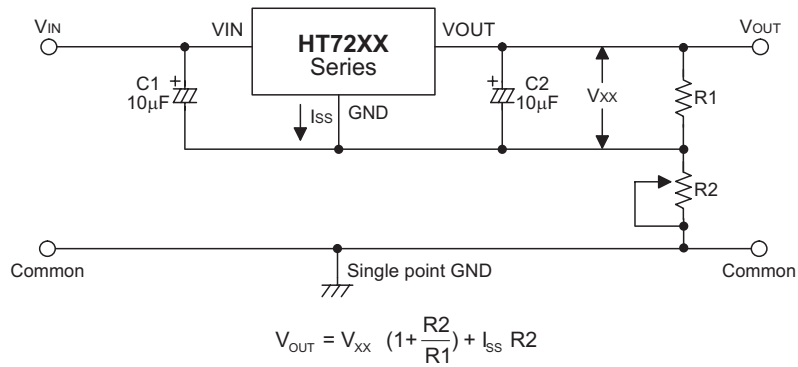 VIN
VIN
HT72XX
Series
VOUT
VOUT
C1
10μF
+
ISS
GND
+
C2
10μF
VXX
R1
R2
Common
Single point GND
Common
VOUT = VXX (1+ R2/R1) + ISS R2